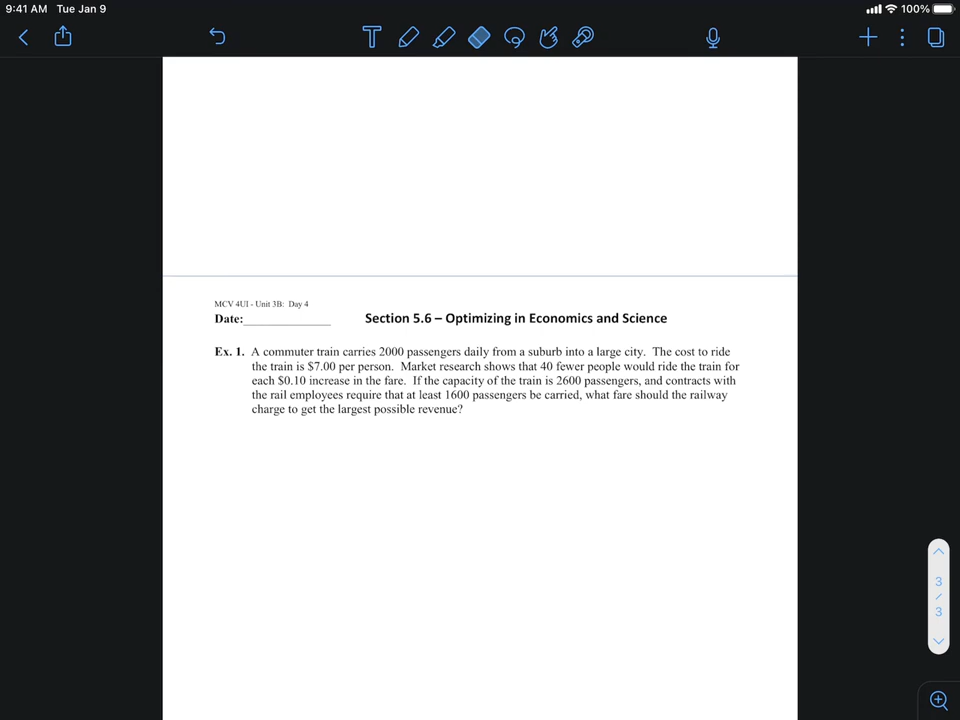 9:41 AM Tue Jan 9
100%
MCV 4UI - Unit 3B: Day 4
Date:_______________ Section 5.6 – Optimizing in Economics and Science
Ex. 1. A commuter train carries 2000 passengers daily from a suburb into a large city. The cost to ride
the train is $7.00 per person. Market research shows that 40 fewer people would ride the train for
each $0.10 increase in the fare. If the capacity of the train is 2600 passengers, and contracts with
the rail employees require that at least 1600 passengers be carried, what fare should the railway
charge to get the largest possible revenue?
3
/
3